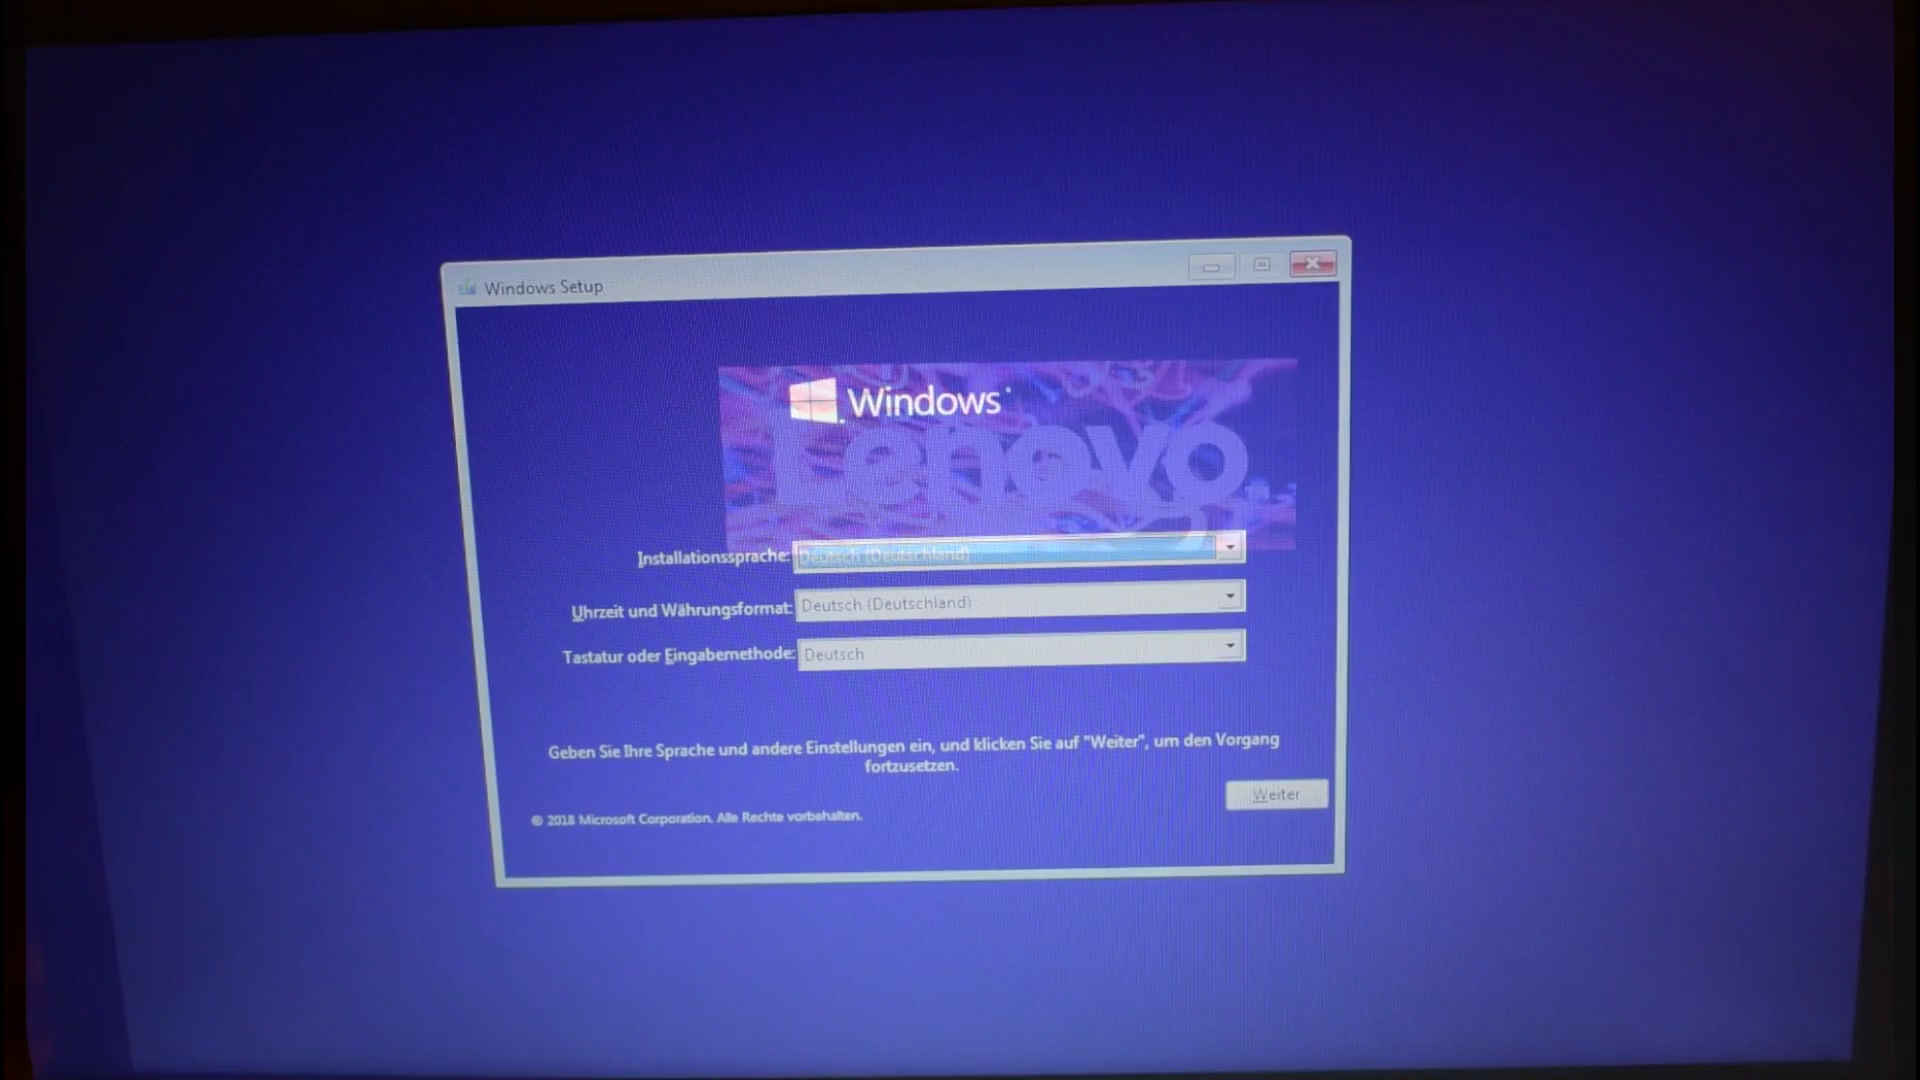 Windows Setup
Windows
Lenovo
Installationssprache: Deutsch (Deutschland)
Uhrzeit und Währungsformat: Deutsch (Deutschland)
Tastatur oder Eingabemethode: Deutsch
Geben Sie Ihre Sprache und andere Einstellungen ein, und klicken Sie auf "Weiter", um den Vorgang
fortzusetzen.
Weiter
© 2018 Microsoft Corporation. Alle Rechte vorbehalten.